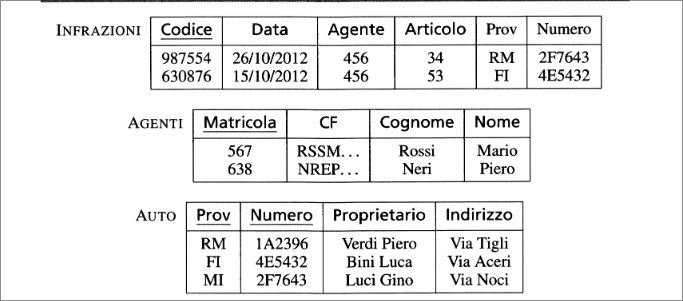 INFRAZIONI Codice Data Agente Articolo Prov Numero
987554 26/10/2012 456 34 RM 2F7643
630876 15/10/2012 456 53 FI 4E5432
AGENTI Matricola CF Cognome Nome
567 RSSM... Rossi Mario
638 NREP... Neri Piero
AUTO Prov Numero Proprietario Indirizzo
RM 1A2396 Verdi Piero Via Tigli
FI 4E5432 Bini Luca Via Aceri
MI 2F7643 Luci Gino Via Noci